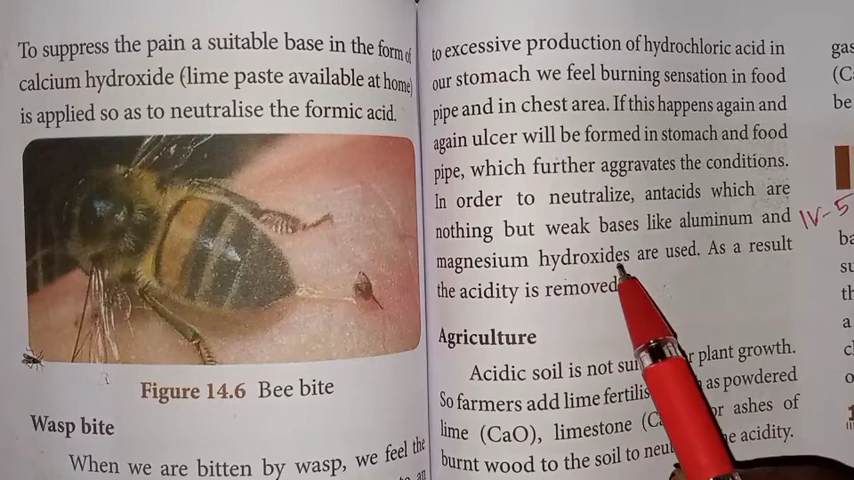 To suppress the pain a suitable base in the form of
calcium hydroxide (lime paste available at home)
is applied so as to neutralise the formic acid.
Figure 14.6 Bee bite
Wasp bite
When we are bitten by wasp, we feel the
an
to excessive production of hydrochloric acid in
our stomach we feel burning sensation in food
pipe and in chest area. If this happens again and
again ulcer will be formed in stomach and food
pipe, which further aggravates the conditions.
In order to neutralize, antacids which are
nothing but weak bases like aluminum and
magnesium hydroxides are used. As a result
the acidity is removed
Agriculture
Acidic soil is not plant growth.
So farmers add lime as powdered
lime (CaO), limestone ashes of
burnt wood to the soil to acidity.
gas
(C
be
IV-5